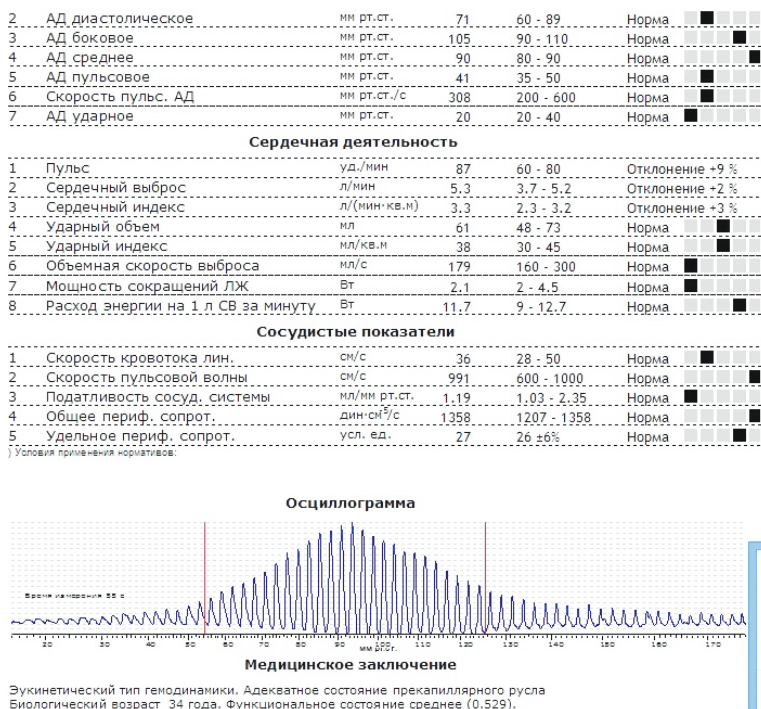 2 АД диастолическое мм рт.ст. 71 60 - 89 Норма
3 АД боковое мм рт.ст. 105 90 - 110 Норма
4 АД среднее мм рт.ст. 90 80 - 90 Норма
5 АД пульсовое мм рт.ст. 41 35 - 50 Норма
6 Скорость пульс. АД мм рт.ст./с 308 200 - 600 Норма
7 АД ударное мм рт.ст. 20 20 - 40 Норма
Сердечная деятельность
1 Пульс уд./мин 87 60 - 80 Отклонение +9 %
2 Сердечный выброс л/мин 5.3 3.7 - 5.2 Отклонение +2 %
3 Сердечный индекс л/(мин·кв.м) 3.3 2.3 - 3.2 Отклонение +3 %
4 Ударный объем мл 61 48 - 73 Норма
5 Ударный индекс мл/кв.м 38 30 - 45 Норма
6 Объемная скорость выброса мл/с 179 160 - 300 Норма
7 Мощность сокращений ЛЖ Вт 2.1 2 - 4.5 Норма
8 Расход энергии на 1 л СВ за минуту Вт 11.7 9 - 12.7 Норма
Сосудистые показатели
1 Скорость кровотока лин. см/с 36 28 - 50 Норма
2 Скорость пульсовой волны см/с 991 600 - 1000 Норма
3 Податливость сосуд. системы мл/мм рт.ст. 1.19 1.03 - 2.35 Норма
4 Общее периф. сопрот. дин·см⁵/с 1358 1207 - 1358 Норма
5 Удельное периф. сопрот. усл. ед. 27 26 ±6% Норма
) Условия применения нормативов:
Осциллограмма
Время измерения 55 с
20 30 40 50 60 70 80 90 100 110 120 130 140 150 160 170
мм рт.ст.
Медицинское заключение
Эукинетический тип гемодинамики. Адекватное состояние прекапиллярного русла
Биологический возраст 34 года. Функциональное состояние среднее (0.529).